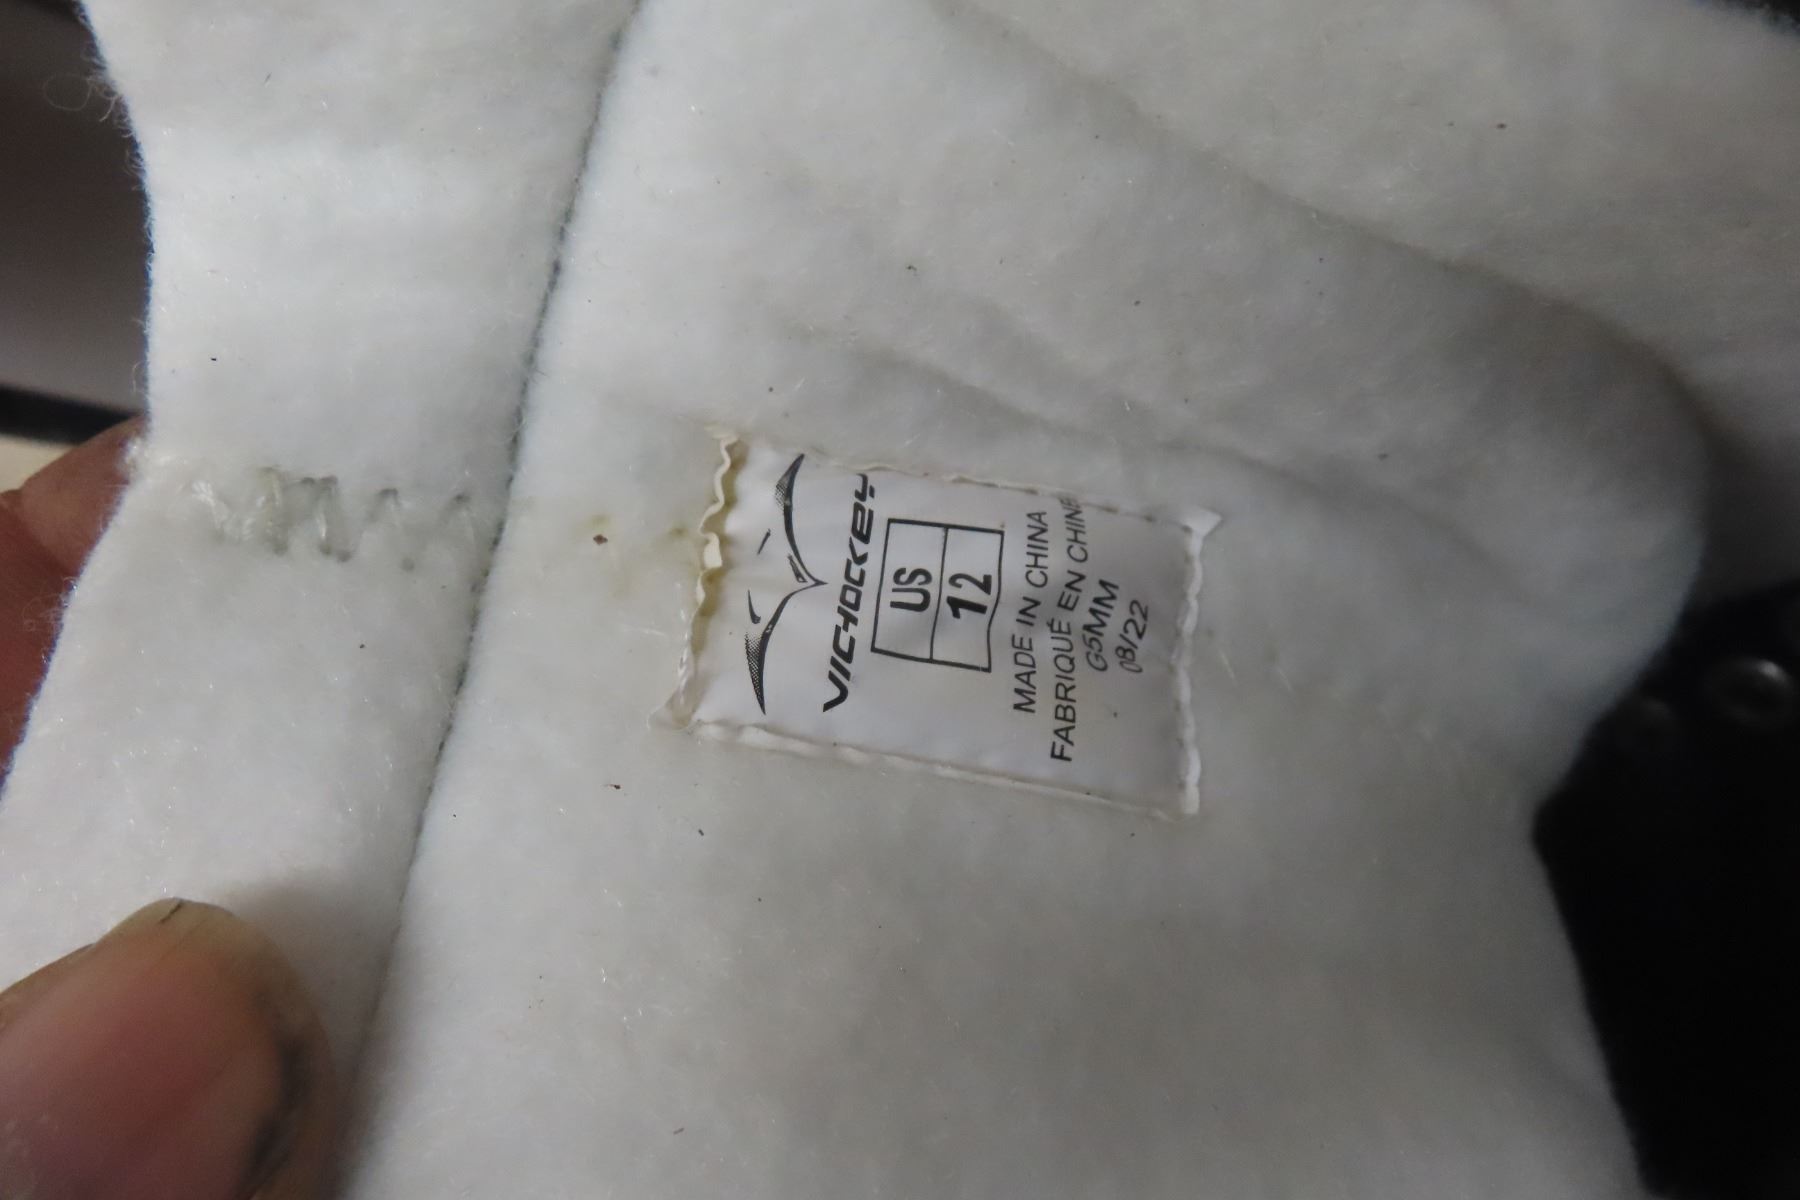 VICHOCKEY
US
12
MADE IN CHINA
FABRIQUÉ EN CHINE
G5MM
08/22